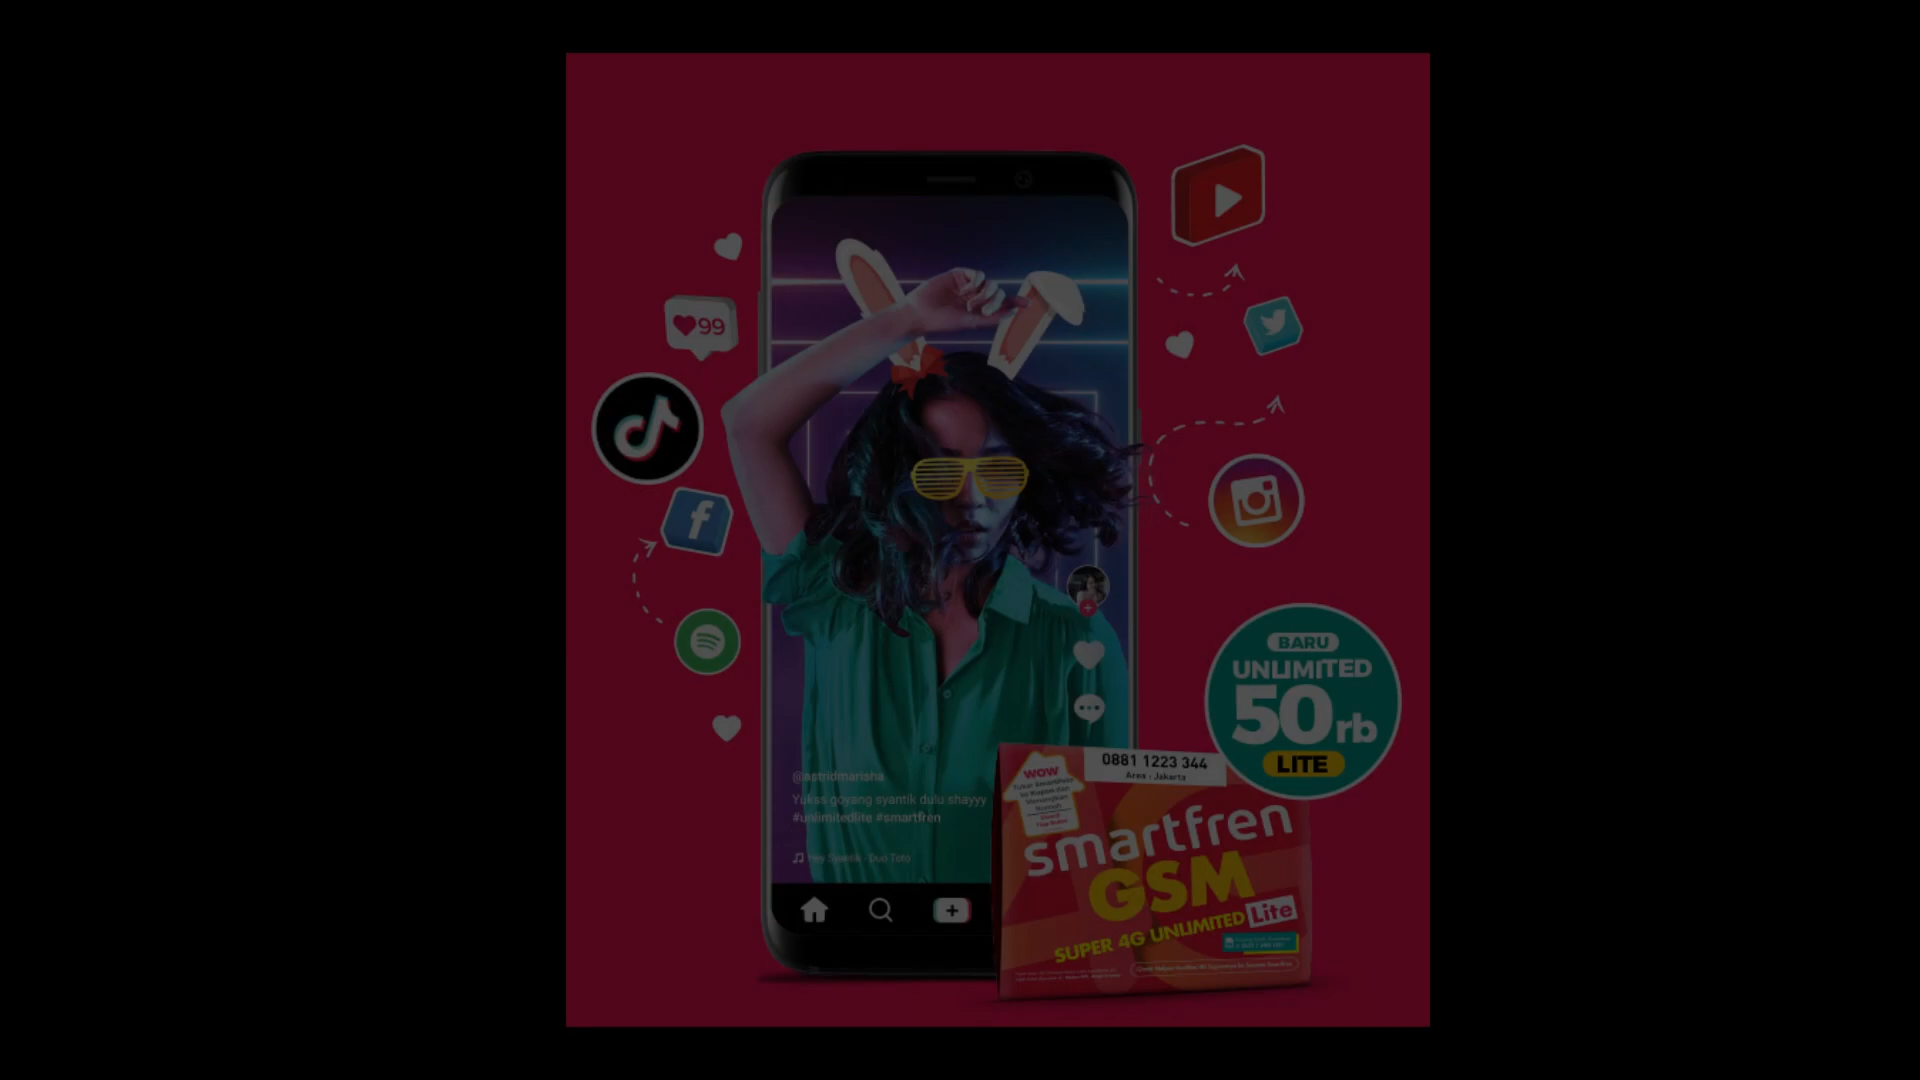 99
@astridmarisha
Yukss goyang syantik dulu shayyy
#unlimitedlite #smartfren
BARU
UNLIMITED
50rb
LITE
0881 1223 344
Area - Jakarta
WOW
smartfren
GSM
SUPER 4G UNLIMITED Lite